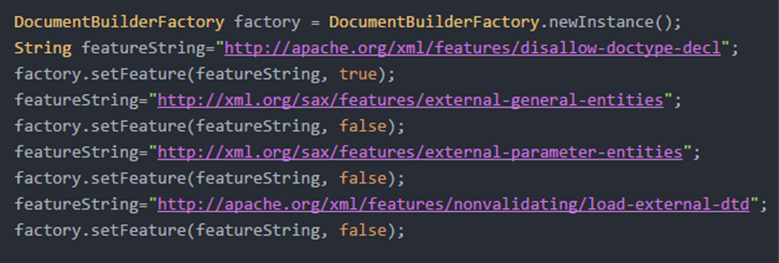 DocumentBuilderFactory factory = DocumentBuilderFactory.newInstance();
String featureString="http://apache.org/xml/features/disallow-doctype-decl";
factory.setFeature(featureString, true);
featureString="http://xml.org/sax/features/external-general-entities";
factory.setFeature(featureString, false);
featureString="http://xml.org/sax/features/external-parameter-entities";
factory.setFeature(featureString, false);
featureString="http://apache.org/xml/features/nonvalidating/load-external-dtd";
factory.setFeature(featureString, false);